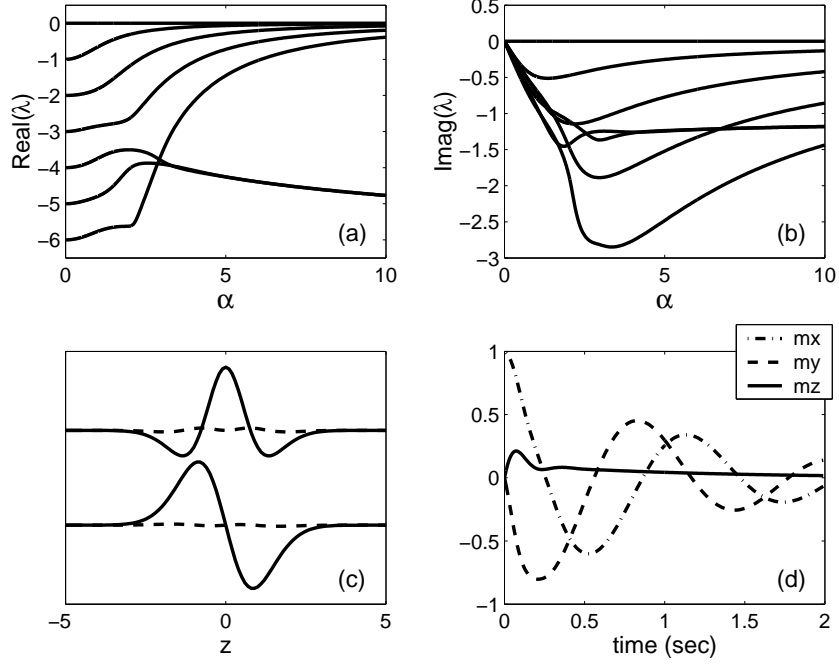 0
−1
−2
−3
−4
−5
−6
Real(λ)
(a)
0 5 10
α
0.5
0
−0.5
−1
−1.5
−2
−2.5
−3
Imag(λ)
(b)
0 5 10
α
(c)
−5 0 5
z
mx
my
mz
1
0.5
0
−0.5
−1
(d)
0 0.5 1 1.5 2
time (sec)